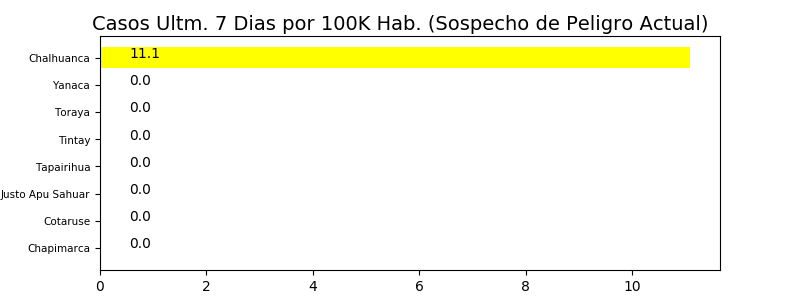 Casos Ultm. 7 Dias por 100K Hab. (Sospecho de Peligro Actual)
Chalhuanca 11.1
Yanaca 0.0
Toraya 0.0
Tintay 0.0
Tapairihua 0.0
Justo Apu Sahuar 0.0
Cotaruse 0.0
Chapimarca 0.0
0 2 4 6 8 10